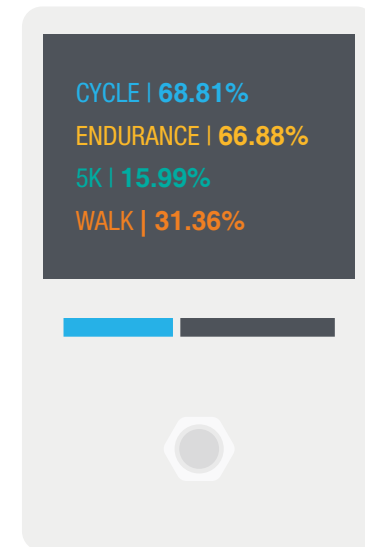 CYCLE | 68.81%
ENDURANCE | 66.88%
5K | 15.99%
WALK | 31.36%